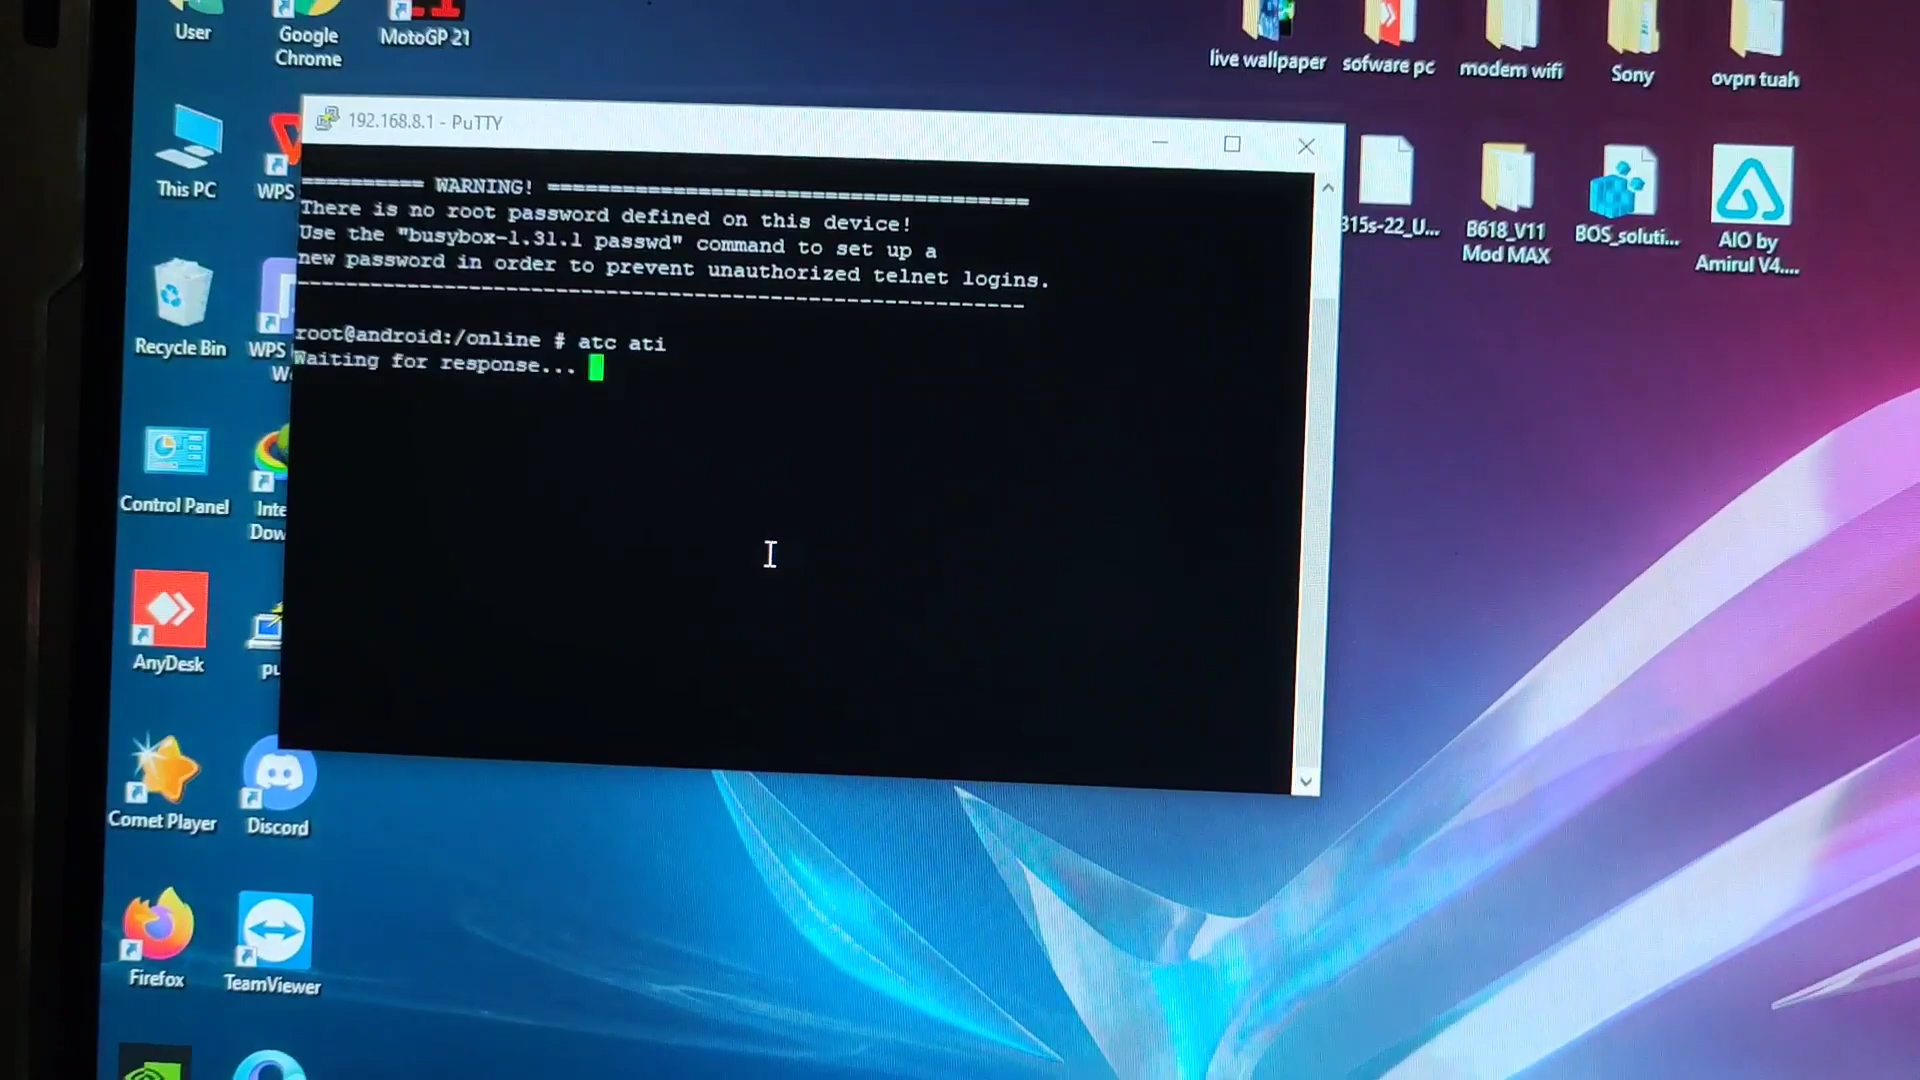 User
Google
Chrome
MotoGP 21
live wallpaper
sofware pc
modem wifi
Sony
ovpn tuah
192.168.8.1 - PuTTY
========== WARNING! =======================================
There is no root password defined on this device!
Use the "busybox-1.31.1 passwd" command to set up a
new password in order to prevent unauthorized telnet logins.
-----------------------------------------------------------
root@android:/online # atc ati
Waiting for response...
This PC
WPS
315s-22_U...
B618_V11
Mod MAX
BOS_soluti...
AIO by
Amirul V4....
Recycle Bin
WPS
Control Panel
Inte
Dow
AnyDesk
pu
Comet Player
Discord
Firefox
TeamViewer